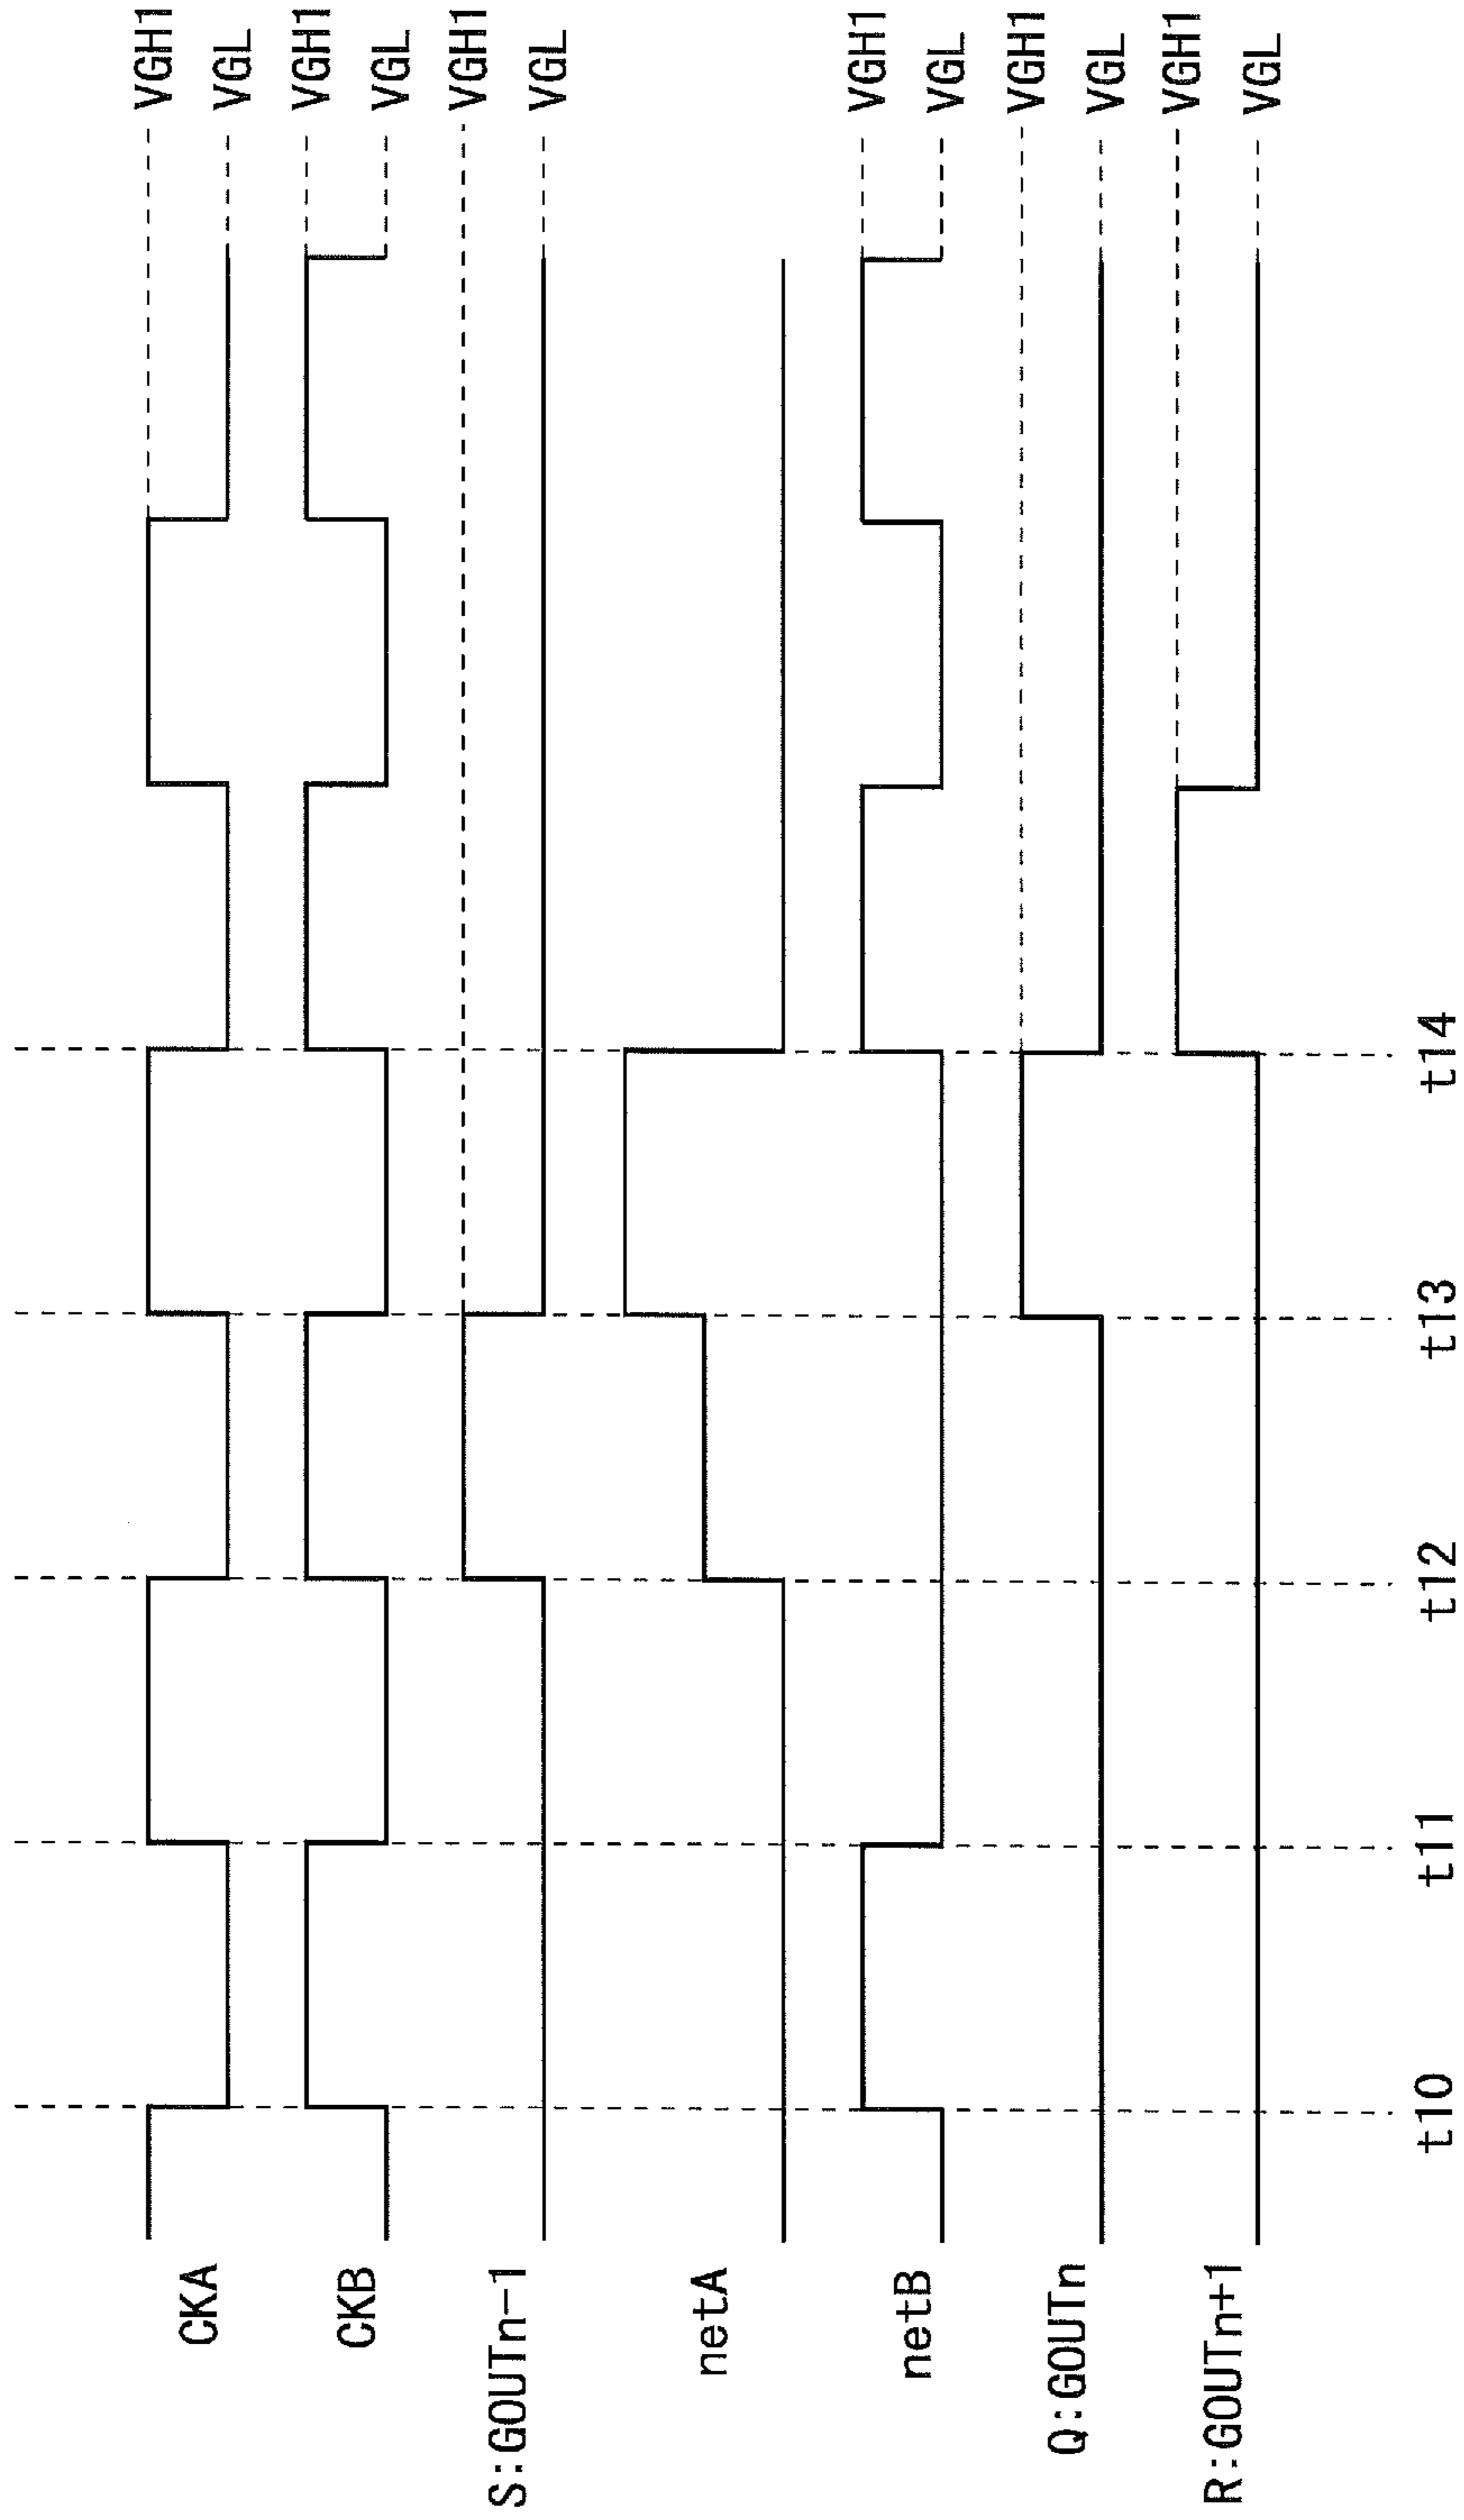 CKA
VGH1
VGL
CKB
VGH1
VGL
S:GOUTn-1
VGH1
VGL
netA
netB
VGH1
VGL
Q:GOUTn
VGH1
VGL
R:GOUTn+1
VGH1
VGL
t10 t11 t12 t13 t14